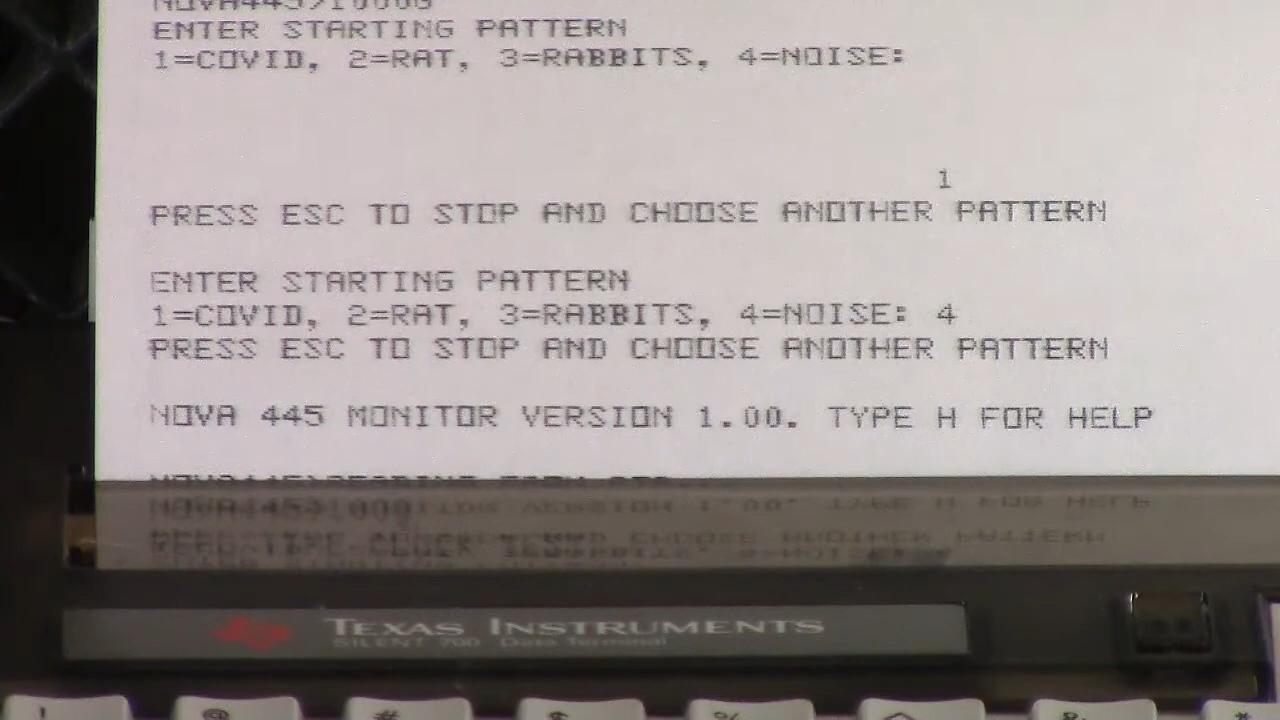 NOVA445>1000G
ENTER STARTING PATTERN
1=COVID, 2=RAT, 3=RABBITS, 4=NOISE:
1
PRESS ESC TO STOP AND CHOOSE ANOTHER PATTERN
ENTER STARTING PATTERN
1=COVID, 2=RAT, 3=RABBITS, 4=NOISE: 4
PRESS ESC TO STOP AND CHOOSE ANOTHER PATTERN
NOVA 445 MONITOR VERSION 1.00. TYPE H FOR HELP
TEXAS INSTRUMENTS
SILENT 700 Data Terminal
! @ # $ % ^ & *